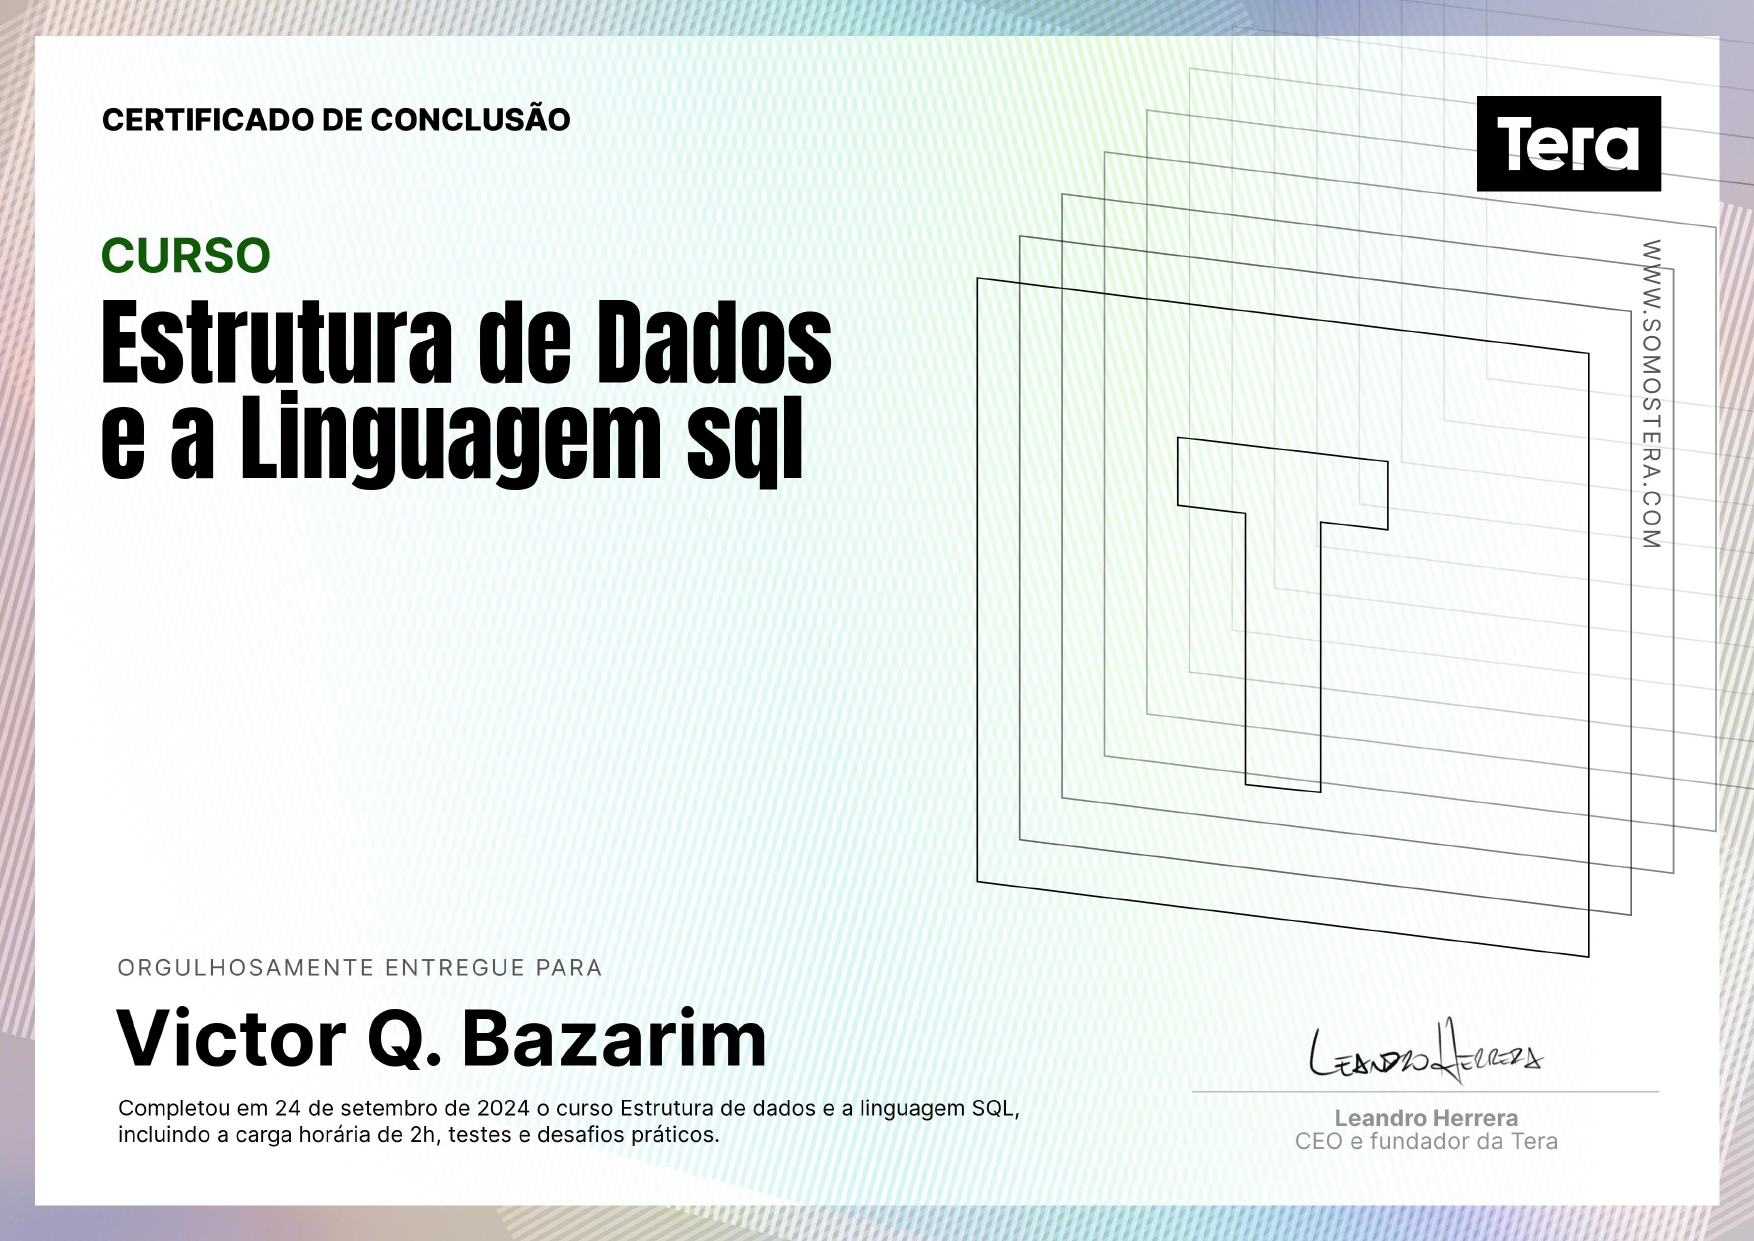 CERTIFICADO DE CONCLUSÃO
Tera
CURSO
Estrutura de Dados
e a Linguagem sql
WWW.SOMOSTERA.COM
T
ORGULHOSAMENTE ENTREGUE PARA
Victor Q. Bazarim
Completou em 24 de setembro de 2024 o curso Estrutura de dados e a linguagem SQL,
incluindo a carga horária de 2h, testes e desafios práticos.
LEANDRO HERRERA
Leandro Herrera
CEO e fundador da Tera